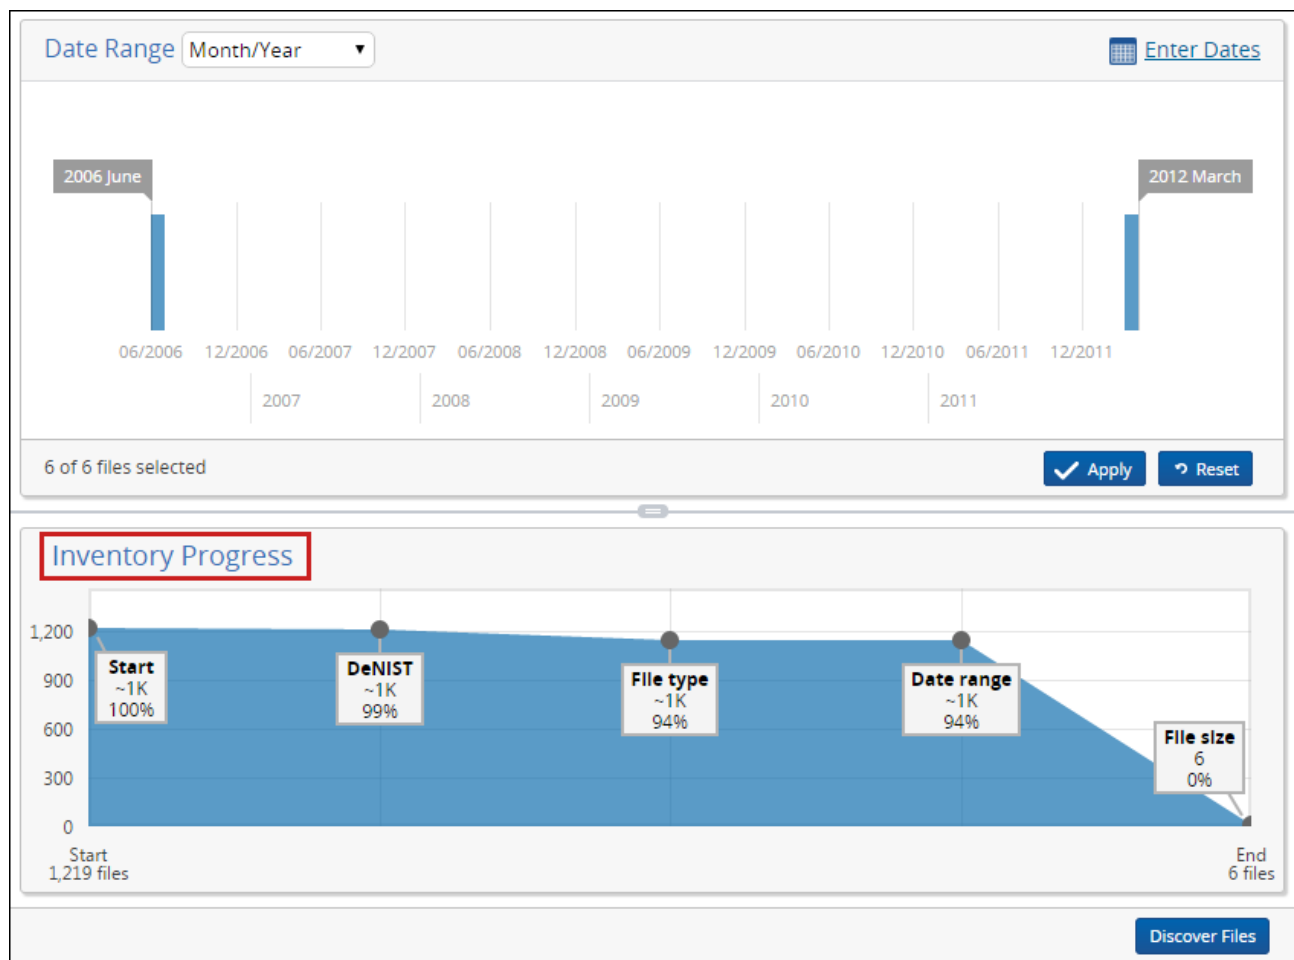 Date Range Month/Year Enter Dates
2006 June 2012 March
06/2006 12/2006 06/2007 12/2007 06/2008 12/2008 06/2009 12/2009 06/2010 12/2010 06/2011 12/2011
2007 2008 2009 2010 2011
6 of 6 files selected Apply Reset
Inventory Progress
1,200
900
600
300
0
Start
~1K
100%
DeNIST
~1K
99%
File type
~1K
94%
Date range
~1K
94%
File size
6
0%
Start
1,219 files
End
6 files
Discover Files